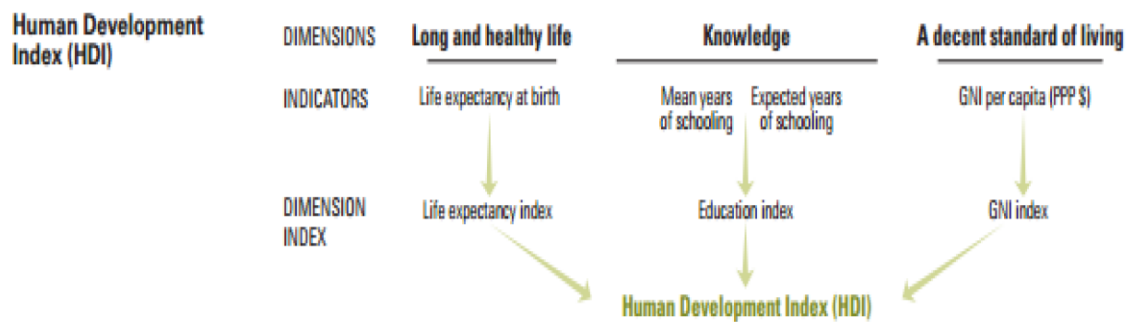 Human Development
Index (HDI)
DIMENSIONS Long and healthy life Knowledge A decent standard of living
INDICATORS Life expectancy at birth Mean years of schooling Expected years of schooling GNI per capita (PPP $)
DIMENSION
INDEX
Life expectancy index Education index GNI index
Human Development Index (HDI)